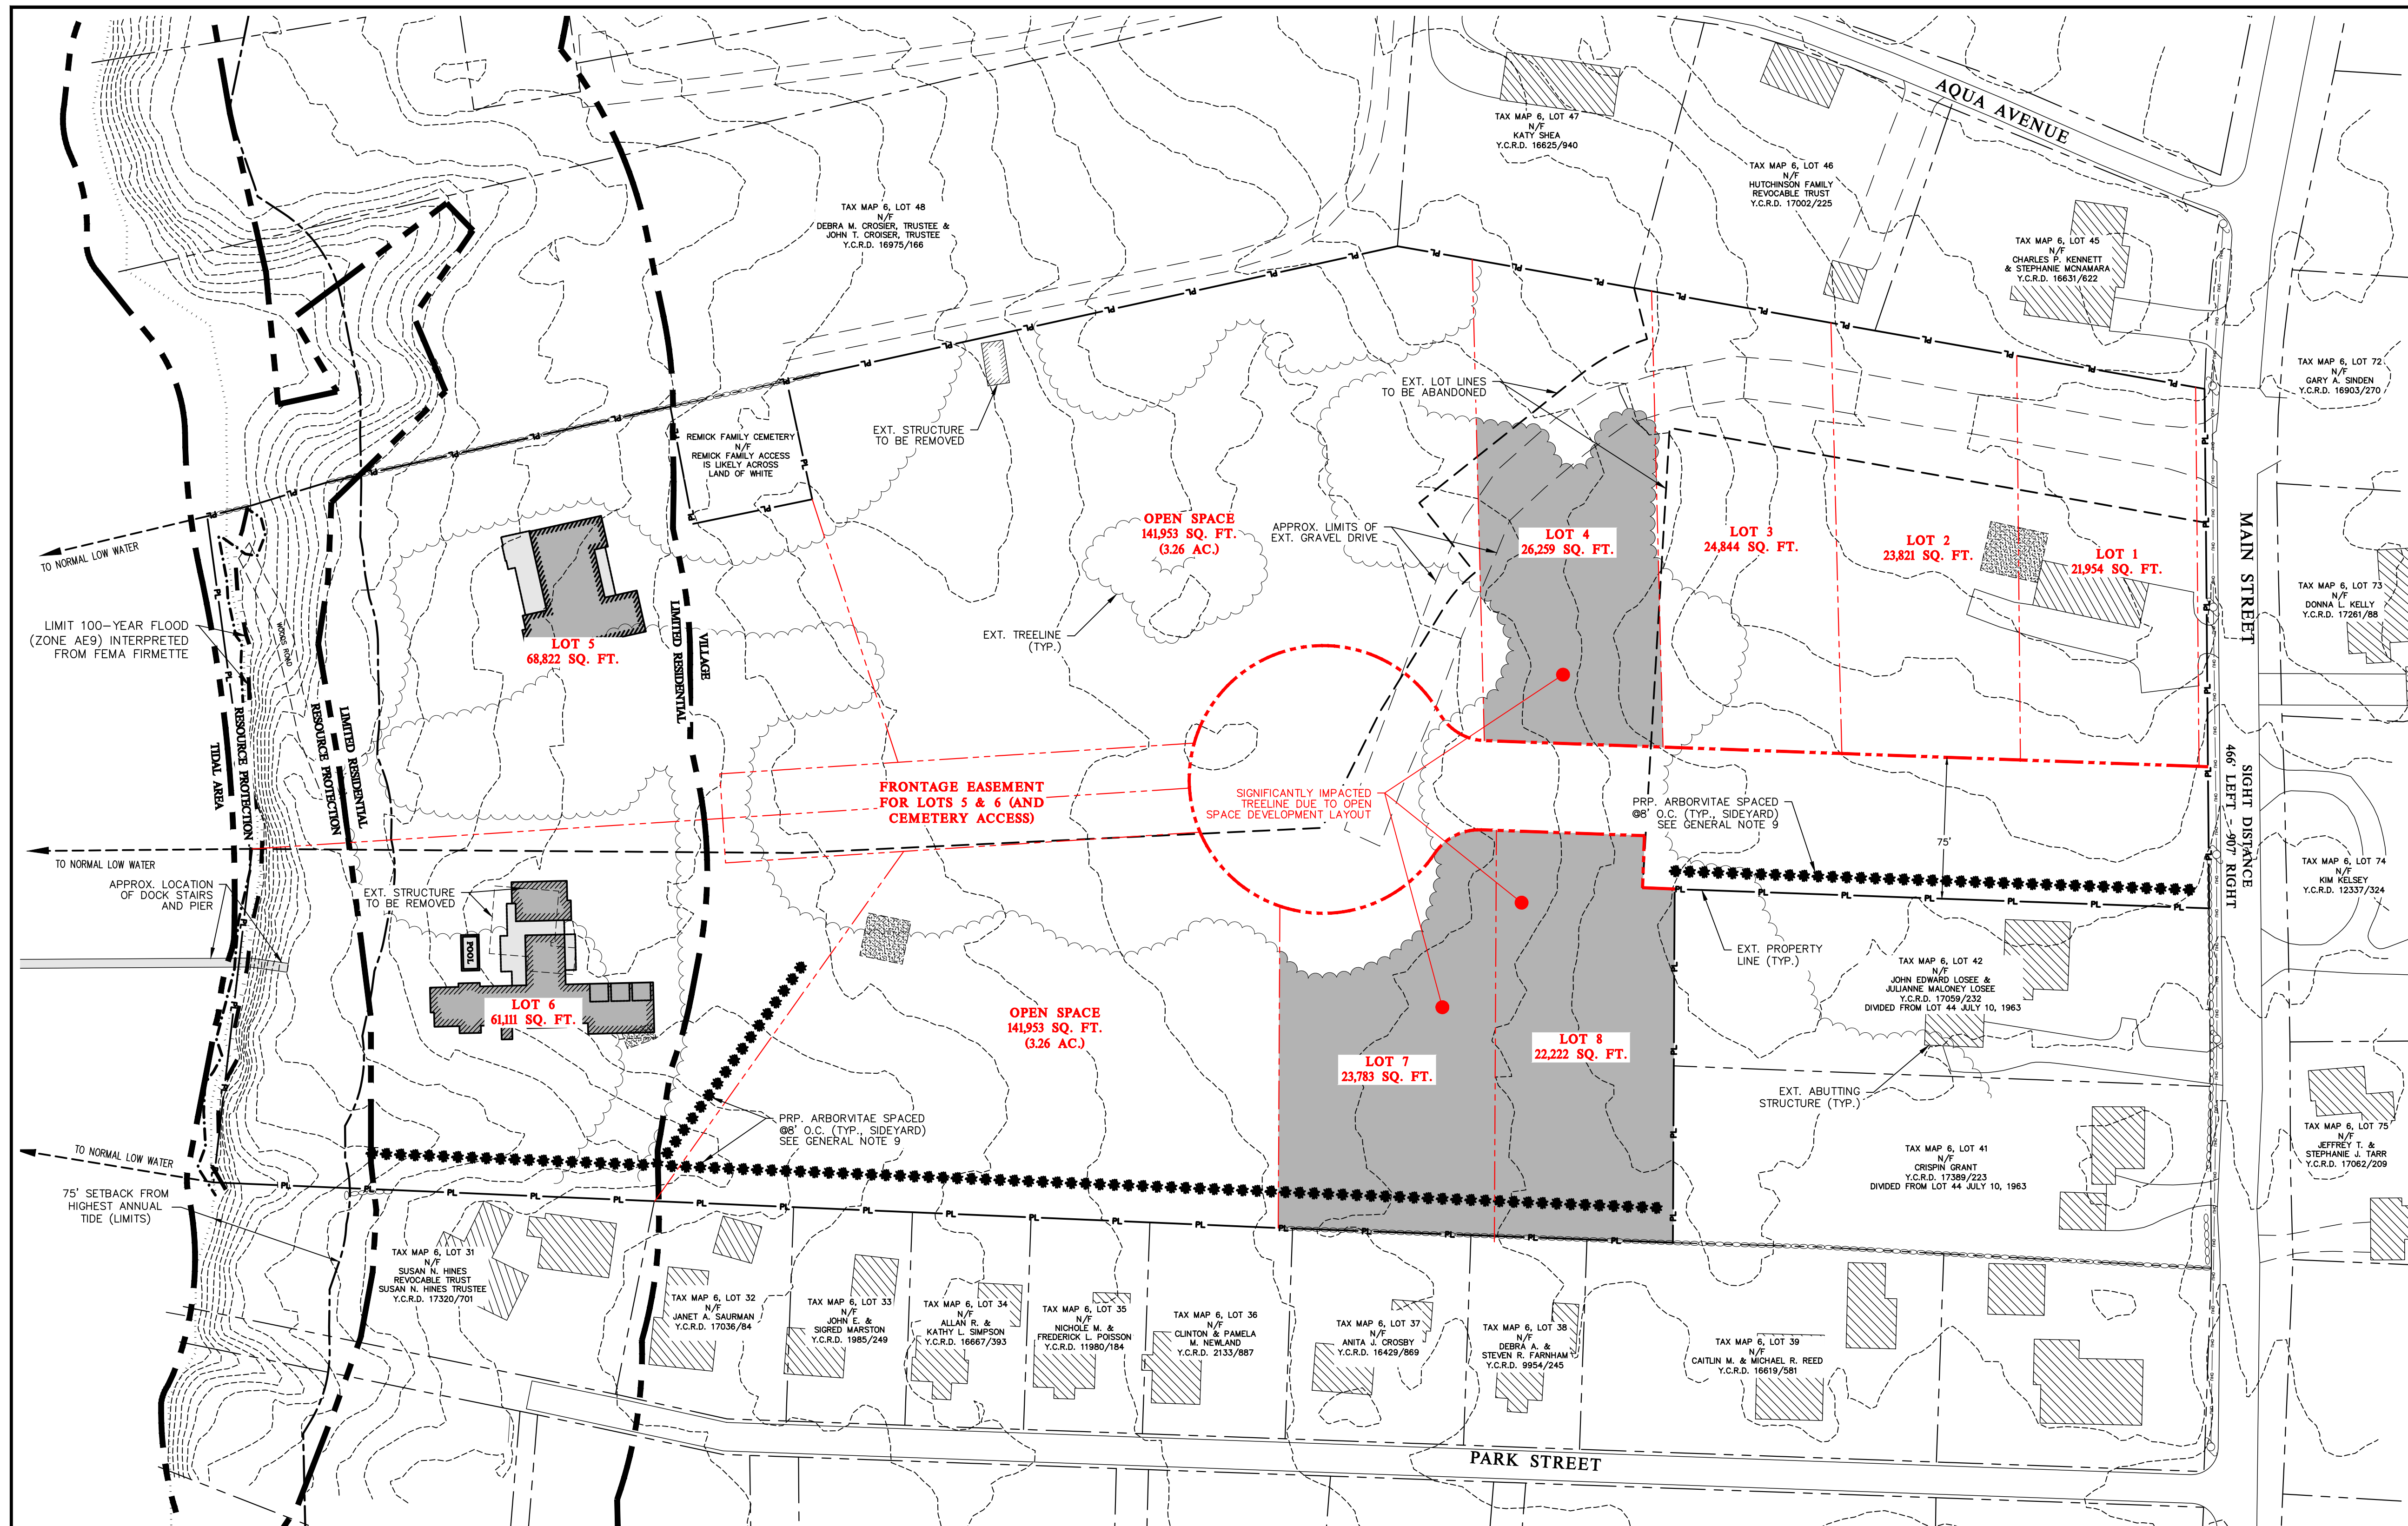 AQUA AVENUE
TAX MAP 6, LOT 47
N/F
KATY SHEA
Y.C.R.D. 16625/940
TAX MAP 6, LOT 46
N/F
HUTCHINSON FAMILY
REVOCABLE TRUST
Y.C.R.D. 17002/225
TAX MAP 6, LOT 48
N/F
DEBRA M. CROSIER, TRUSTEE &
JOHN T. CROISER, TRUSTEE
Y.C.R.D. 16975/166
TAX MAP 6, LOT 45
N/F
CHARLES P. KENNETT
& STEPHANIE MCNAMARA
Y.C.R.D. 16631/622
TAX MAP 6, LOT 72
N/F
GARY A. SINDEN
Y.C.R.D. 16903/270
EXT. LOT LINES
TO BE ABANDONED
EXT. STRUCTURE
TO BE REMOVED
REMICK FAMILY CEMETERY
N/F
REMICK FAMILY ACCESS
IS LIKELY ACROSS
LAND OF WHITE
OPEN SPACE
141,953 SQ. FT.
(3.26 AC.)
APPROX. LIMITS OF
EXT. GRAVEL DRIVE
LOT 4
26,259 SQ. FT.
LOT 3
24,844 SQ. FT.
LOT 2
23,821 SQ. FT.
LOT 1
21,954 SQ. FT.
MAIN STREET
TO NORMAL LOW WATER
TAX MAP 6, LOT 73
N/F
DONNA L. KELLY
Y.C.R.D. 17261/88
LIMIT 100-YEAR FLOOD
(ZONE AE9) INTERPRETED
FROM FEMA FIRMETTE
WOODS ROAD
LOT 5
68,822 SQ. FT.
EXT. TREELINE
(TYP.)
VILLAGE
LIMITED RESIDENTIAL
LIMITED RESIDENTIAL
RESOURCE PROTECTION
RESOURCE PROTECTION
TIDAL AREA
FRONTAGE EASEMENT
FOR LOTS 5 & 6 (AND
CEMETERY ACCESS)
SIGNIFICANTLY IMPACTED
TREELINE DUE TO OPEN
SPACE DEVELOPMENT LAYOUT
PRP. ARBORVITAE SPACED
@8' O.C. (TYP., SIDEYARD)
SEE GENERAL NOTE 9
75'
SIGHT DISTANCE
466' LEFT - 907' RIGHT
TO NORMAL LOW WATER
TAX MAP 6, LOT 74
N/F
KIM KELSEY
Y.C.R.D. 12337/324
APPROX. LOCATION
OF DOCK STAIRS
AND PIER
EXT. STRUCTURE
TO BE REMOVED
POOL
LOT 6
61,111 SQ. FT.
EXT. PROPERTY
LINE (TYP.)
TAX MAP 6, LOT 42
N/F
JOHN EDWARD LOSEE &
JULIANNE MALONEY LOSEE
Y.C.R.D. 17059/232
DIVIDED FROM LOT 44 JULY 10, 1963
OPEN SPACE
141,953 SQ. FT.
(3.26 AC.)
LOT 7
23,783 SQ. FT.
LOT 8
22,222 SQ. FT.
EXT. ABUTTING
STRUCTURE (TYP.)
PRP. ARBORVITAE SPACED
@8' O.C. (TYP., SIDEYARD)
SEE GENERAL NOTE 9
TAX MAP 6, LOT 75
N/F
JEFFREY T. &
STEPHANIE J. TARR
Y.C.R.D. 17062/209
TAX MAP 6, LOT 41
N/F
CRISPIN GRANT
Y.C.R.D. 17389/223
DIVIDED FROM LOT 44 JULY 10, 1963
TO NORMAL LOW WATER
75' SETBACK FROM
HIGHEST ANNUAL
TIDE (LIMITS)
TAX MAP 6, LOT 31
N/F
SUSAN N. HINES
REVOCABLE TRUST
SUSAN N. HINES TRUSTEE
Y.C.R.D. 17320/701
TAX MAP 6, LOT 32
N/F
JANET A. SAURMAN
Y.C.R.D. 17036/84
TAX MAP 6, LOT 33
N/F
JOHN E. &
SIGRED MARSTON
Y.C.R.D. 1985/249
TAX MAP 6, LOT 34
N/F
ALLAN R. &
KATHY L. SIMPSON
Y.C.R.D. 16667/393
TAX MAP 6, LOT 35
N/F
NICHOLE M. &
FREDERICK L. POISSON
Y.C.R.D. 11980/184
TAX MAP 6, LOT 36
N/F
CLINTON & PAMELA
M. NEWLAND
Y.C.R.D. 2133/887
TAX MAP 6, LOT 37
N/F
ANITA J. CROSBY
Y.C.R.D. 16429/869
TAX MAP 6, LOT 38
N/F
DEBRA A. &
STEVEN R. FARNHAM
Y.C.R.D. 9954/245
TAX MAP 6, LOT 39
N/F
CAITLIN M. & MICHAEL R. REED
Y.C.R.D. 16619/581
PARK STREET